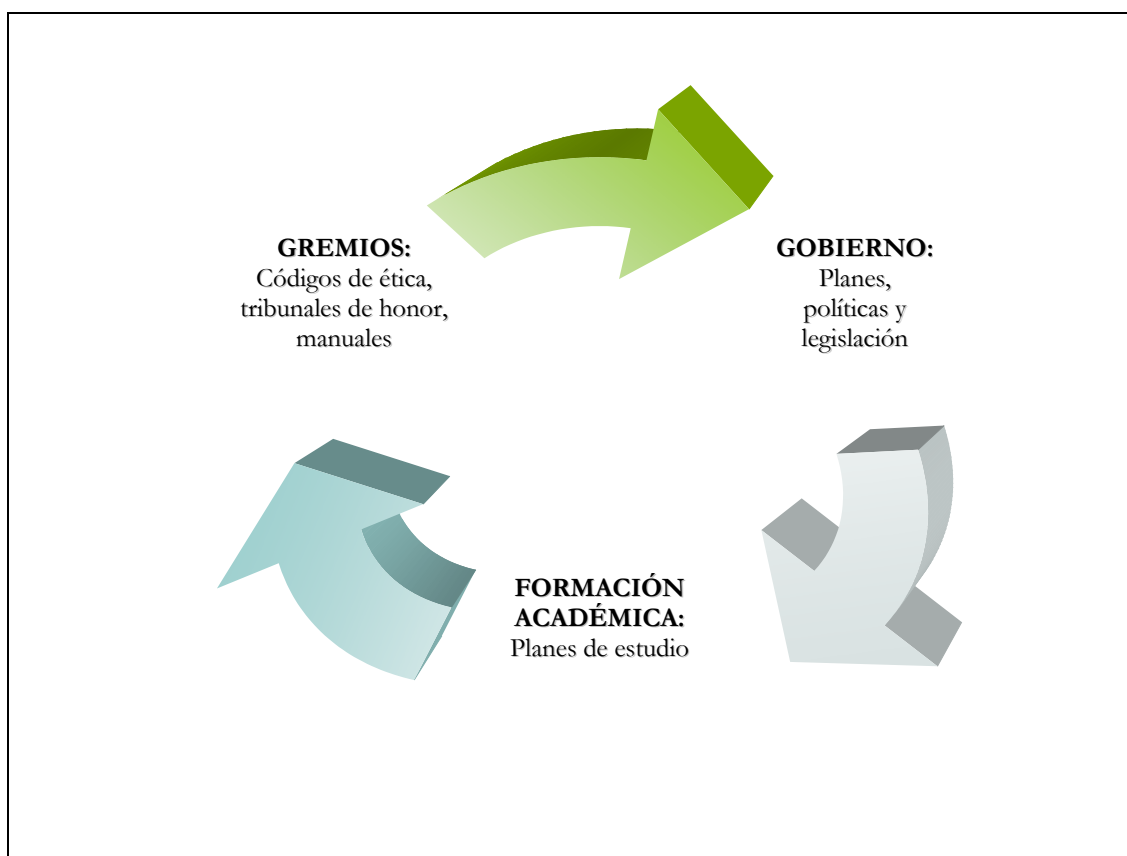 GREMIOS:
Códigos de ética,
tribunales de honor,
manuales
GOBIERNO:
Planes,
políticas y
legislación
FORMACIÓN
ACADÉMICA:
Planes de estudio